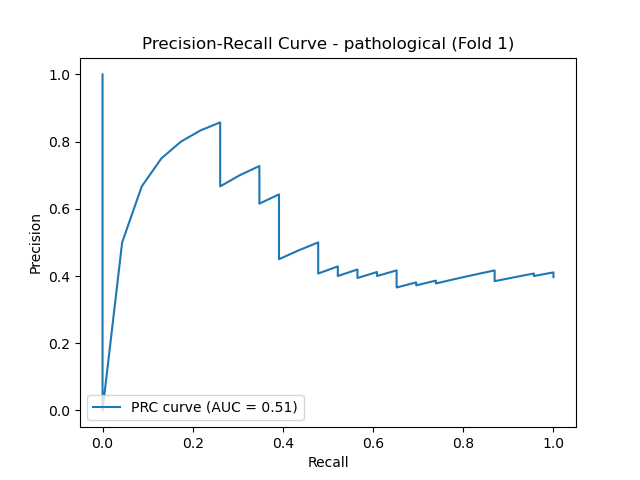 Precision-Recall Curve - pathological (Fold 1)
1.0
0.8
0.6
0.4
0.2
0.0
Precision
PRC curve (AUC = 0.51)
0.0 0.2 0.4 0.6 0.8 1.0
Recall